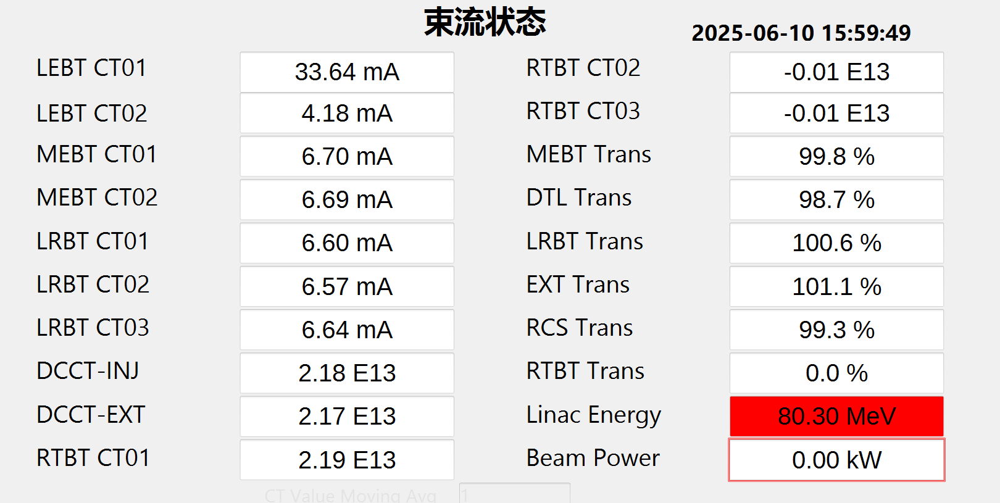 束流状态
2025-06-10 15:59:49
LEBT CT01 33.64 mA RTBT CT02 -0.01 E13
LEBT CT02 4.18 mA RTBT CT03 -0.01 E13
MEBT CT01 6.70 mA MEBT Trans 99.8 %
MEBT CT02 6.69 mA DTL Trans 98.7 %
LRBT CT01 6.60 mA LRBT Trans 100.6 %
LRBT CT02 6.57 mA EXT Trans 101.1 %
LRBT CT03 6.64 mA RCS Trans 99.3 %
DCCT-INJ 2.18 E13 RTBT Trans 0.0 %
DCCT-EXT 2.17 E13 Linac Energy 80.30 MeV
RTBT CT01 2.19 E13 Beam Power 0.00 kW
CT Value Moving Avg 1